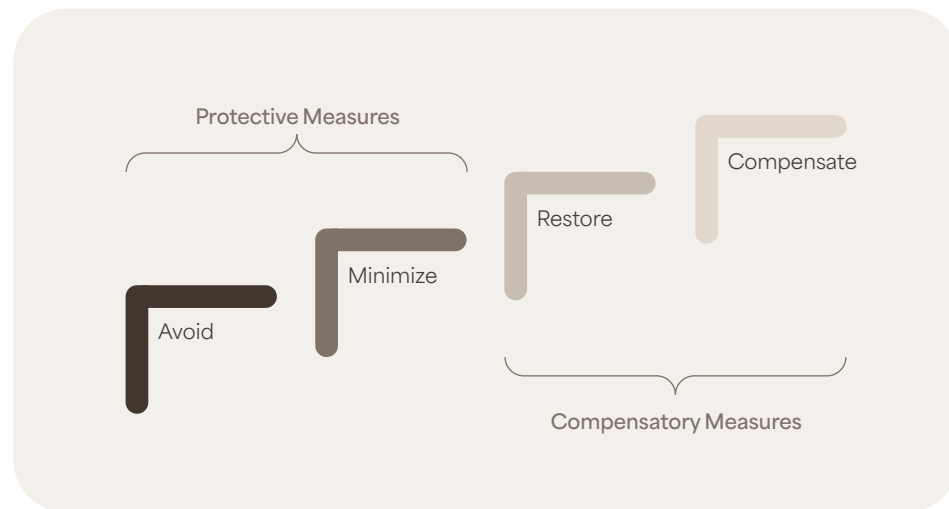 Protective Measures
Compensate
Restore
Minimize
Avoid
Compensatory Measures